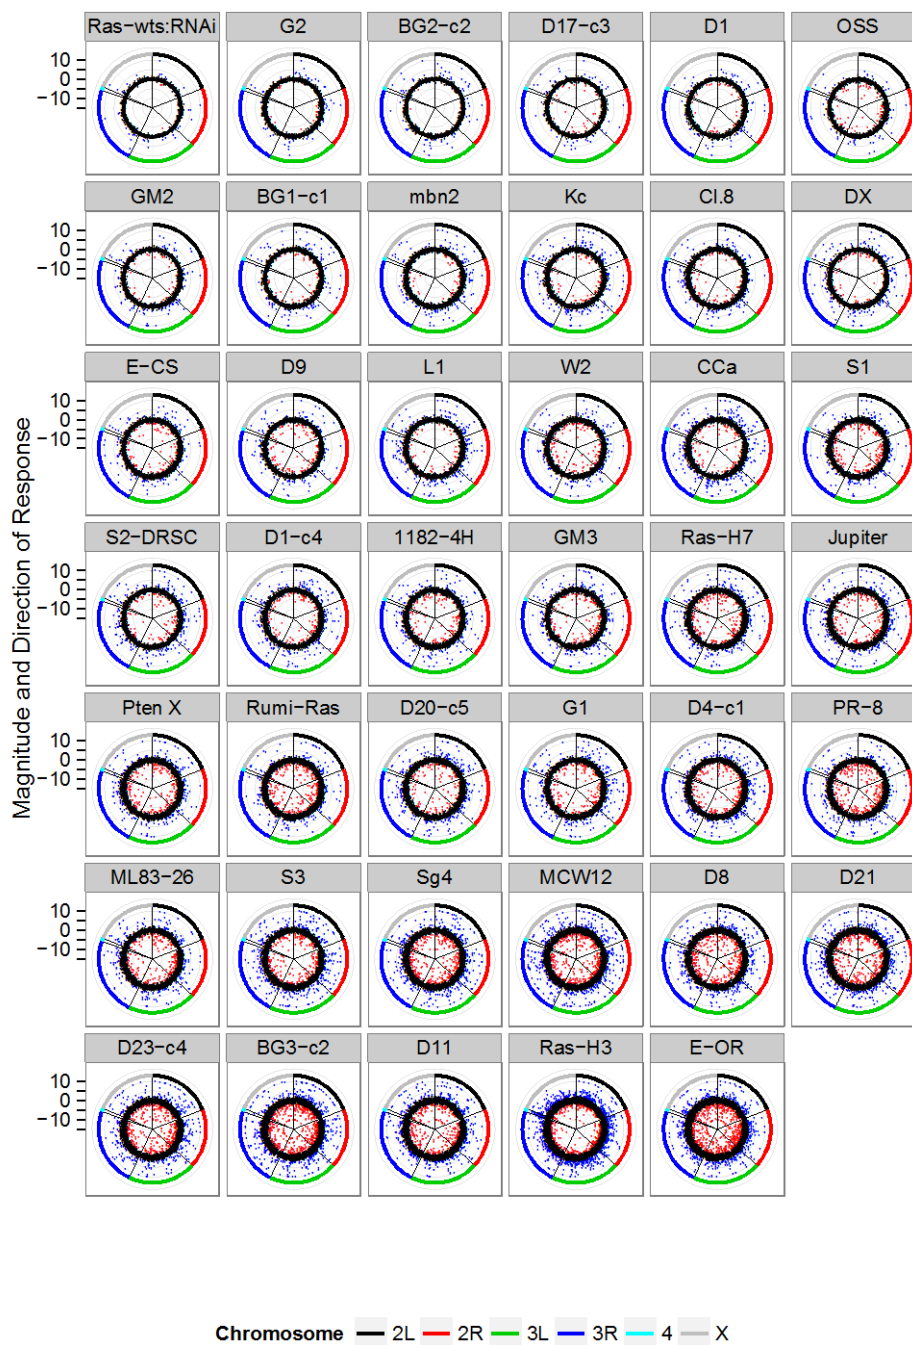 Ras−wts:RNAi G2 BG2−c2 D17−c3 D1 OSS
10
0
−10
GM2 BG1−c1 mbn2 Kc Cl.8 DX
10
0
−10
E−CS D9 L1 W2 CCa S1
10
0
−10
S2−DRSC D1−c4 1182−4H GM3 Ras−H7 Jupiter
10
0
−10
Pten X Rumi−Ras D20−c5 G1 D4−c1 PR−8
10
0
−10
ML83−26 S3 Sg4 MCW12 D8 D21
10
0
−10
D23−c4 BG3−c2 D11 Ras−H3 E−OR
10
0
−10
Magnitude and Direction of Response
Chromosome 2L 2R 3L 3R 4 X